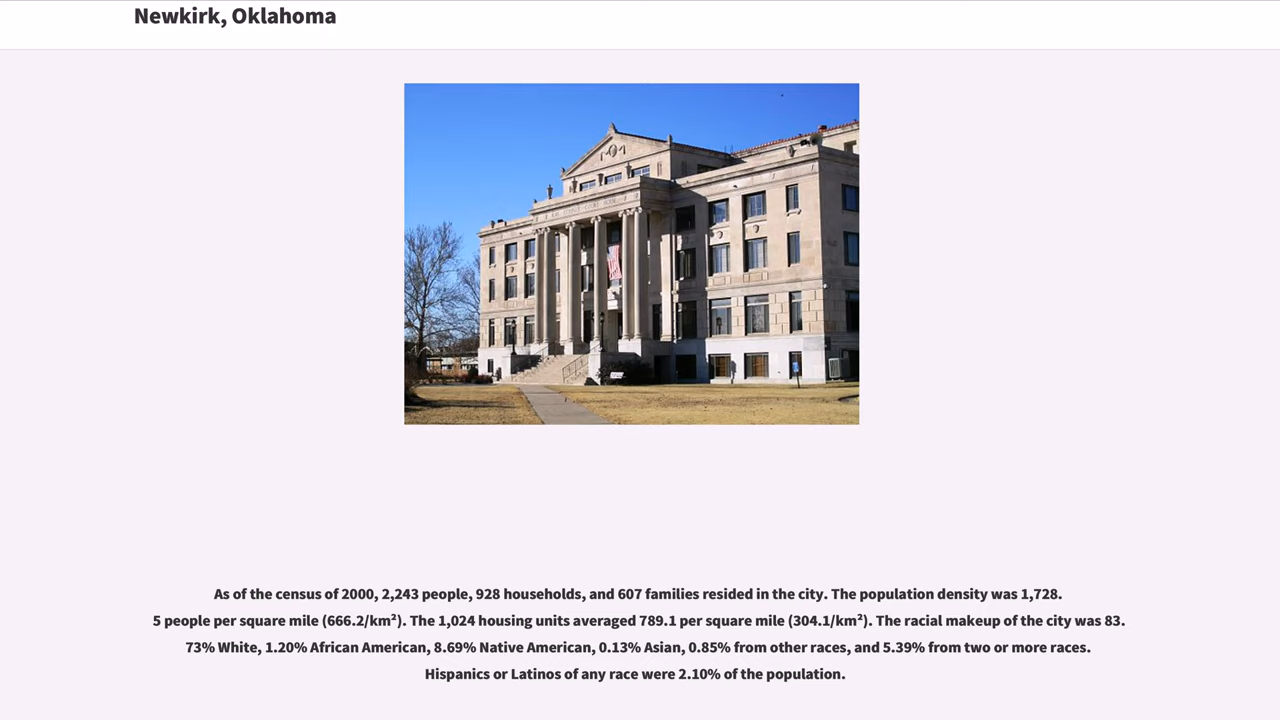 Newkirk, Oklahoma
As of the census of 2000, 2,243 people, 928 households, and 607 families resided in the city. The population density was 1,728.
5 people per square mile (666.2/km²). The 1,024 housing units averaged 789.1 per square mile (304.1/km²). The racial makeup of the city was 83.
73% White, 1.20% African American, 8.69% Native American, 0.13% Asian, 0.85% from other races, and 5.39% from two or more races.
Hispanics or Latinos of any race were 2.10% of the population.